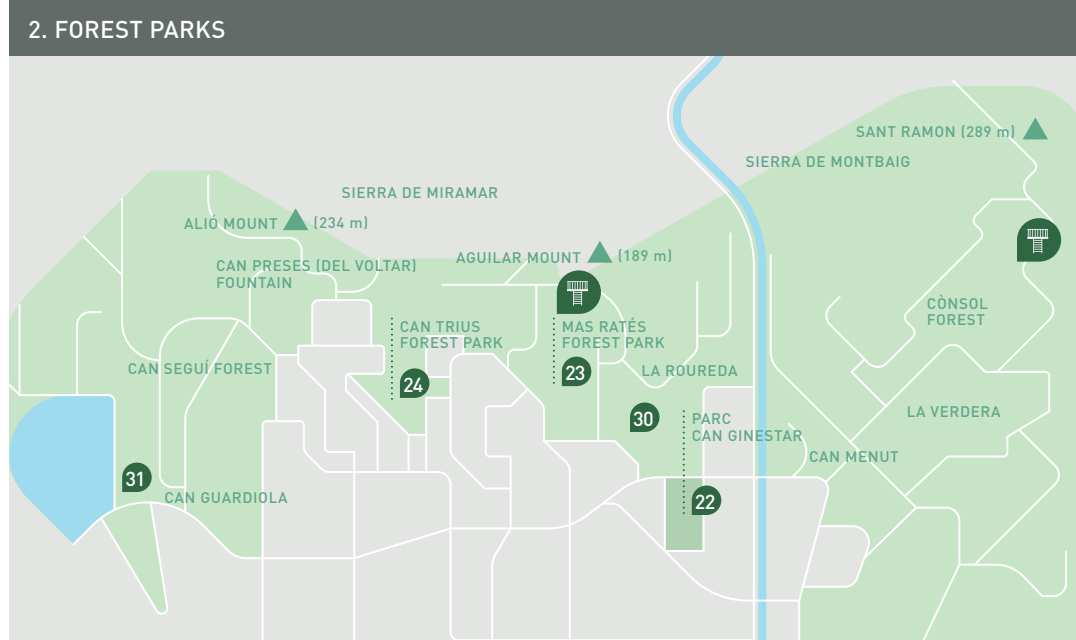 2. FOREST PARKS
SANT RAMON (289 m)
SIERRA DE MONTBAIG
SIERRA DE MIRAMAR
ALIÓ MOUNT (234 m)
AGUILAR MOUNT (189 m)
CAN PRESES (DEL VOLTAR)
FOUNTAIN
CÒNSOL
FOREST
CAN TRIUS
FOREST PARK
24
MAS RATÉS
FOREST PARK
23
CAN SEGUÍ FOREST
LA ROUREDA
30
LA VERDERA
PARC
CAN GINESTAR
22
CAN MENUT
31
CAN GUARDIOLA